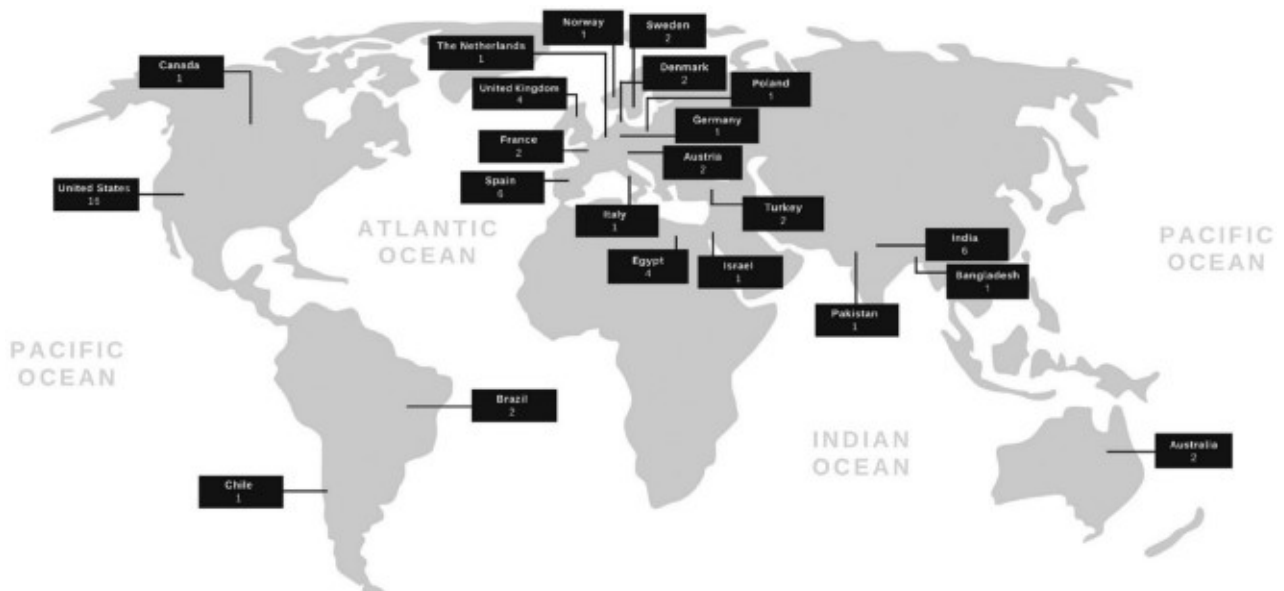 Norway
1
Sweden
2
The Netherlands
1
Canada
1
Denmark
2
United Kingdom
4
Poland
1
Germany
1
France
2
Austria
2
Spain
6
United States
16
Italy
1
Turkey
2
ATLANTIC
OCEAN
PACIFIC
OCEAN
India
6
Egypt
4
Israel
1
Bangladesh
1
Pakistan
1
PACIFIC
OCEAN
Brazil
2
INDIAN
OCEAN
Australia
2
Chile
1